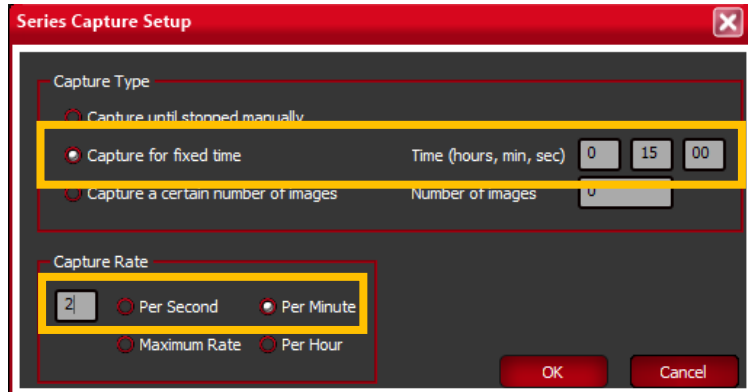 Series Capture Setup
Capture Type
Capture until stopped manually
Capture for fixed time Time (hours, min, sec) 0 15 00
Capture a certain number of images Number of images 0
Capture Rate
2 Per Second Per Minute
Maximum Rate Per Hour
OK Cancel